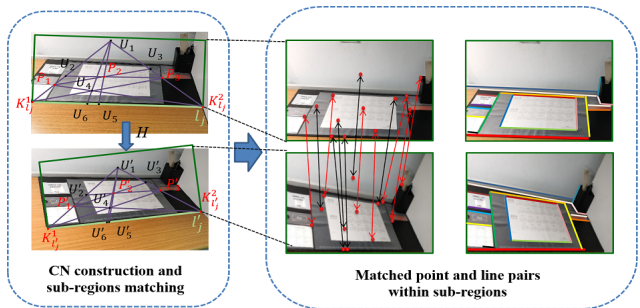 U₁
U₂
U₃
P₁
P₂
P₃
U₄
K¹ₗⱼ
K²ₗⱼ
lⱼ
U₆
U₅
H
U′₁
U′₂
U′₃
P′₁
P′₂
P′
U′₄
K¹ₗ′ⱼ
K²ₗ′ⱼ
l′ⱼ
U′₆
U′₅
CN construction and
sub-regions matching
Matched point and line pairs
within sub-regions